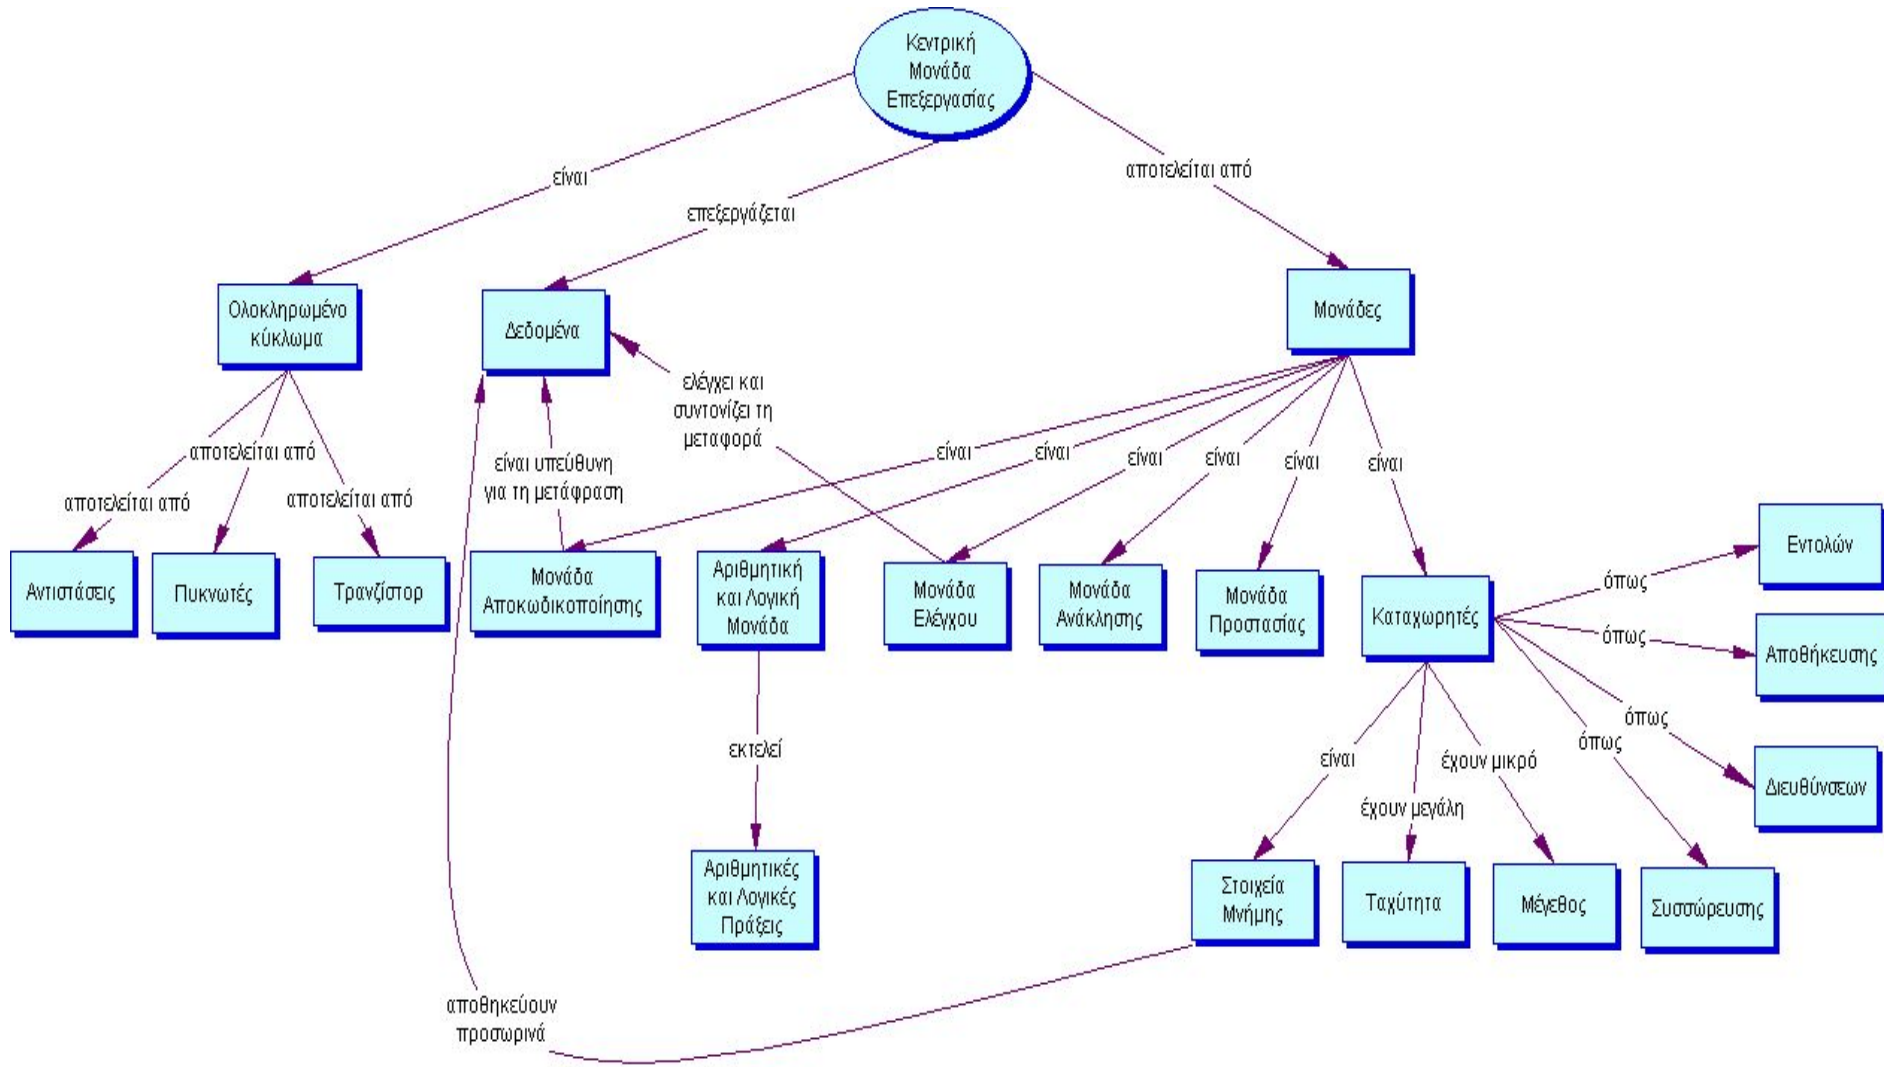 Κεντρική
Μονάδα
Επεξεργασίας
είναι
επεξεργάζεται
αποτελείται από
Ολοκληρωμένο
κύκλωμα
Δεδομένα
Μονάδες
ελέγχει και
συντονίζει τη
μεταφορά
αποτελείται από
αποτελείται από
αποτελείται από
είναι υπεύθυνη
για τη μετάφραση
είναι
είναι
είναι
είναι
είναι
είναι
Αντιστάσεις
Πυκνωτές
Τρανζίστορ
Μονάδα
Αποκωδικοποίησης
Αριθμητική
και Λογική
Μονάδα
Μονάδα
Ελέγχου
Μονάδα
Ανάκλησης
Μονάδα
Προστασίας
Καταχωρητές
όπως
όπως
όπως
όπως
Εντολών
Αποθήκευσης
Διευθύνσεων
εκτελεί
είναι
έχουν μεγάλη
έχουν μικρό
Αριθμητικές
και Λογικές
Πράξεις
Στοιχεία
Μνήμης
Ταχύτητα
Μέγεθος
Συσσώρευσης
αποθηκεύουν
προσωρινά